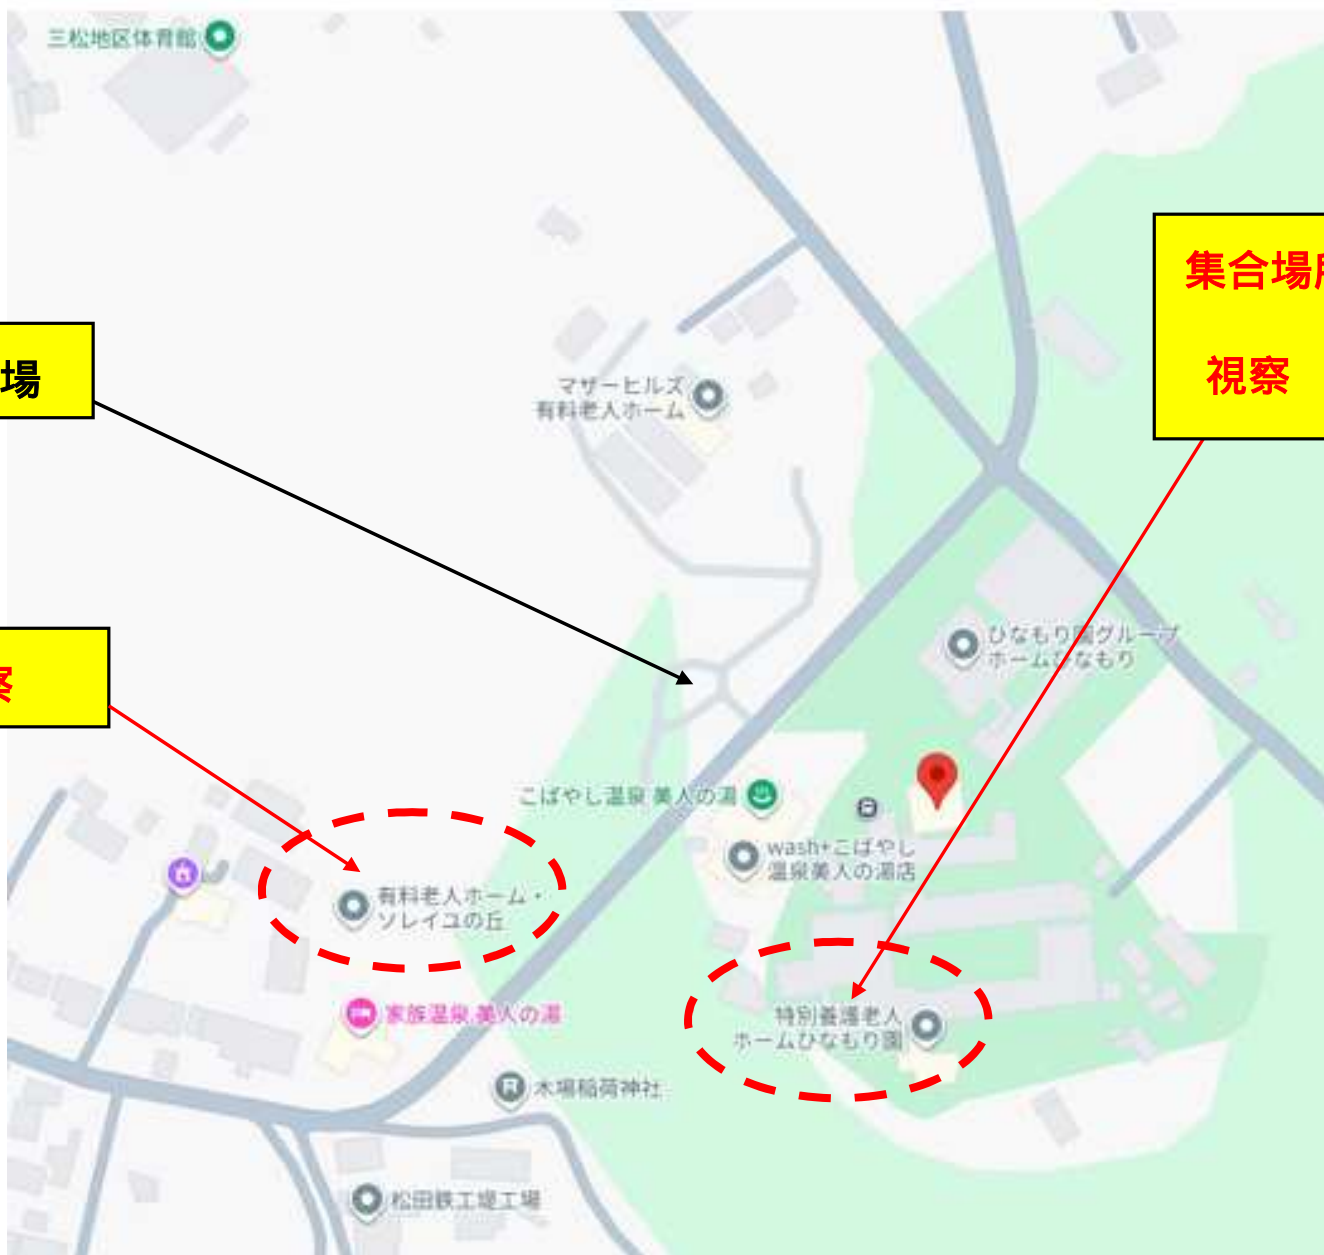 三松地区体育館
集合場所
視察
場
マザーヒルズ
有料老人ホーム
ひなもり園グループ
ホームひなもり
察
こばやし温泉 美人の湯
wash+こばやし
温泉美人の湯店
有料老人ホーム・
ソレイユの丘
家族温泉 美人の湯
特別養護老人
ホームひなもり園
木場稲荷神社
松田鉄工堤工場